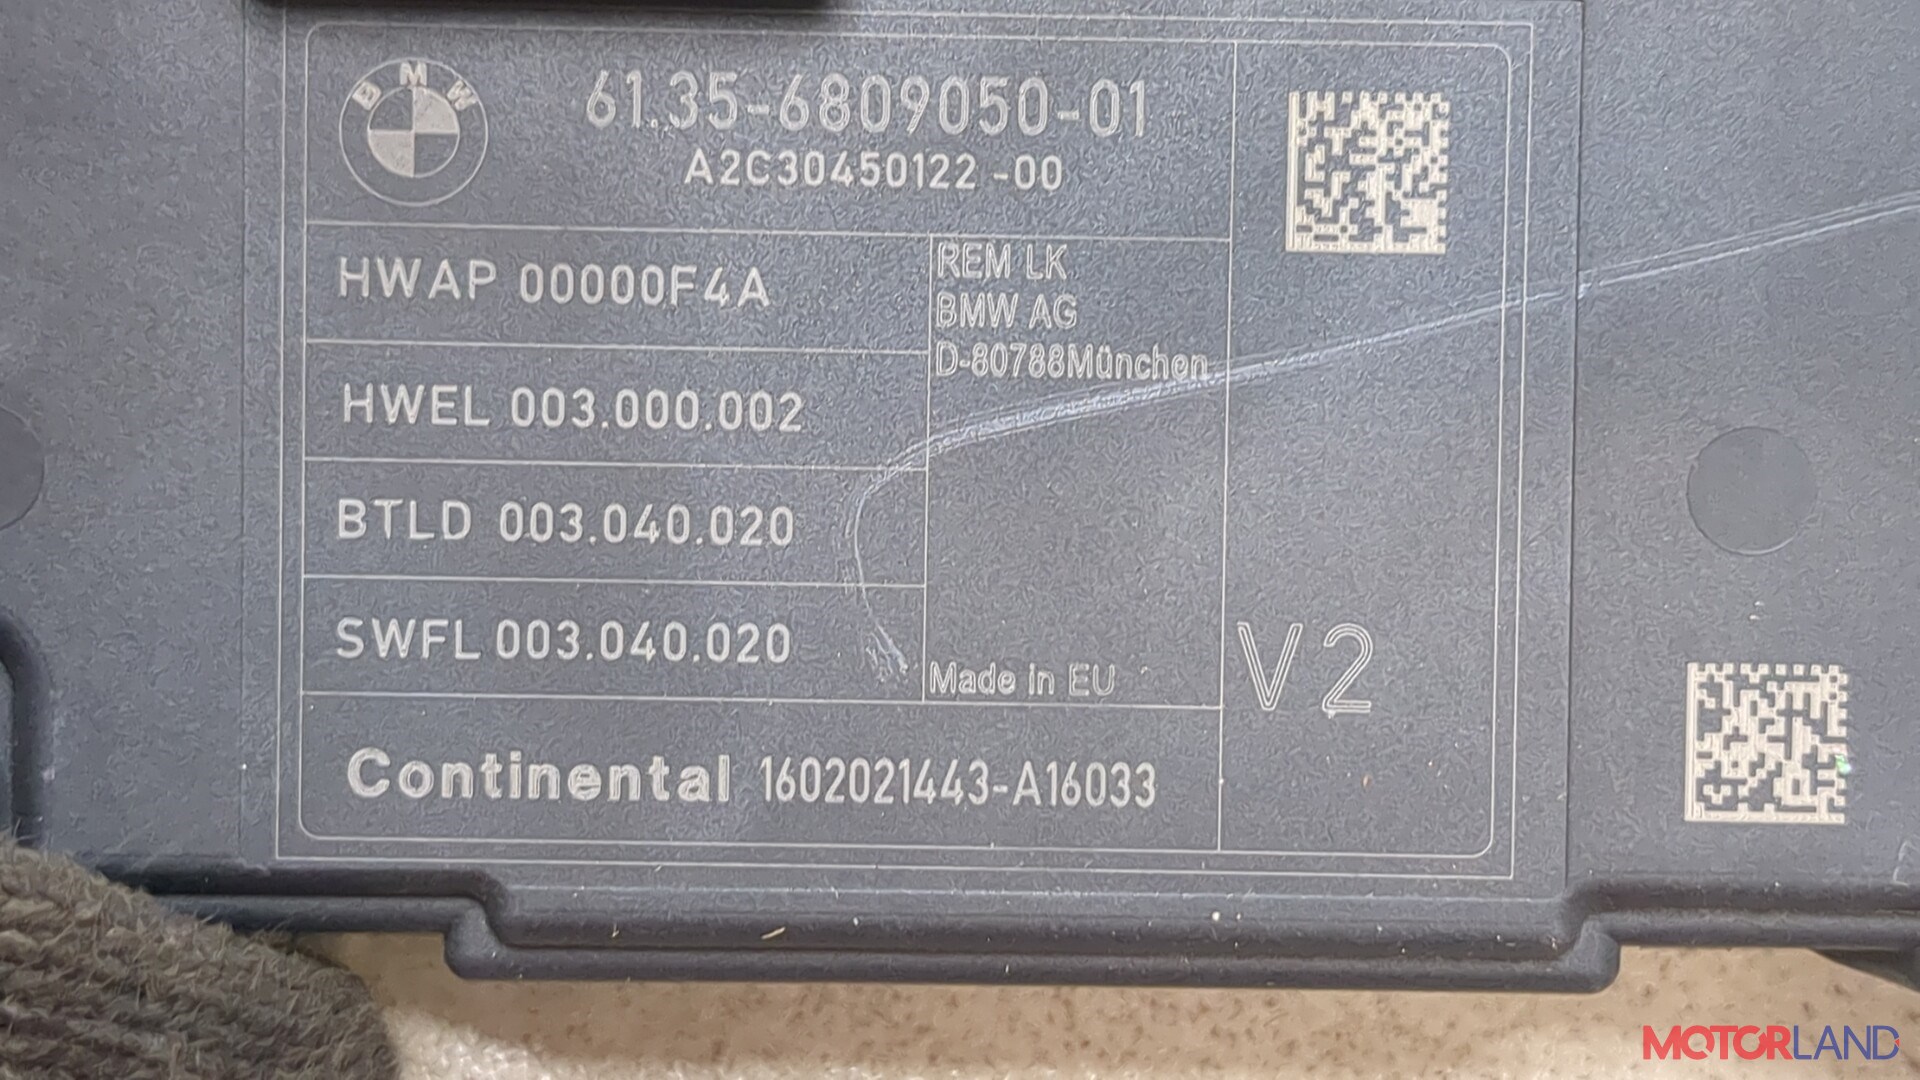 BMW
61.35-6809050-01
A2C30450122 -00
HWAP 00000F4A
HWEL 003.000.002
BTLD 003.040.020
SWFL 003.040.020
REM LK
BMW AG
D-80788München
Made in EU
V2
Continental 1602021443-A16033
MOTORLAND